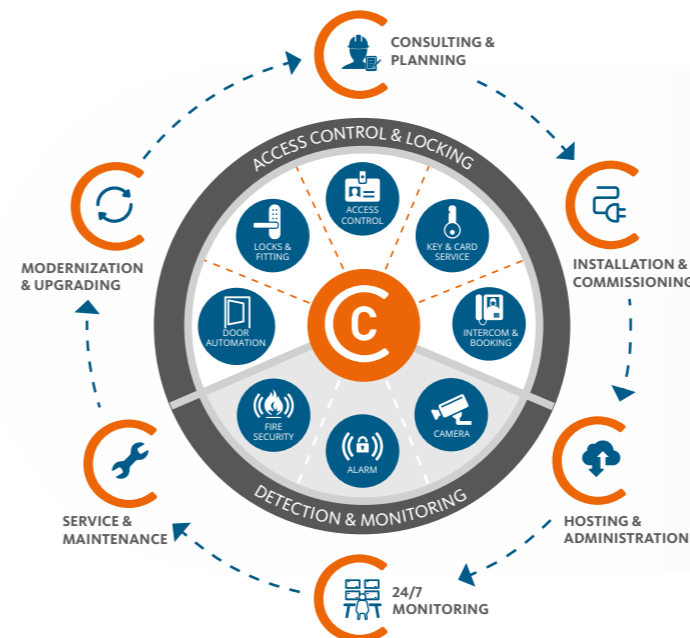 CONSULTING &
PLANNING
ACCESS CONTROL & LOCKING
ACCESS
CONTROL
LOCKS &
FITTING
KEY & CARD
SERVICE
MODERNIZATION
& UPGRADING
INSTALLATION &
COMMISSIONING
DOOR
AUTOMATION
C
INTERCOM &
BOOKING
FIRE
SECURITY
CAMERA
ALARM
DETECTION & MONITORING
SERVICE &
MAINTENANCE
HOSTING &
ADMINISTRATION
24/7
MONITORING